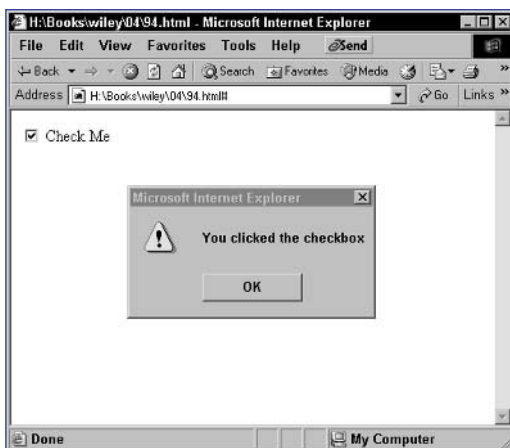 H:\Books\wiley\04\94.html - Microsoft Internet Explorer
File Edit View Favorites Tools Help Send
Back Search Favorites Media »
Address H:\Books\wiley\04\94.html# Go Links »
Check Me
Microsoft Internet Explorer
You clicked the checkbox
OK
Done My Computer